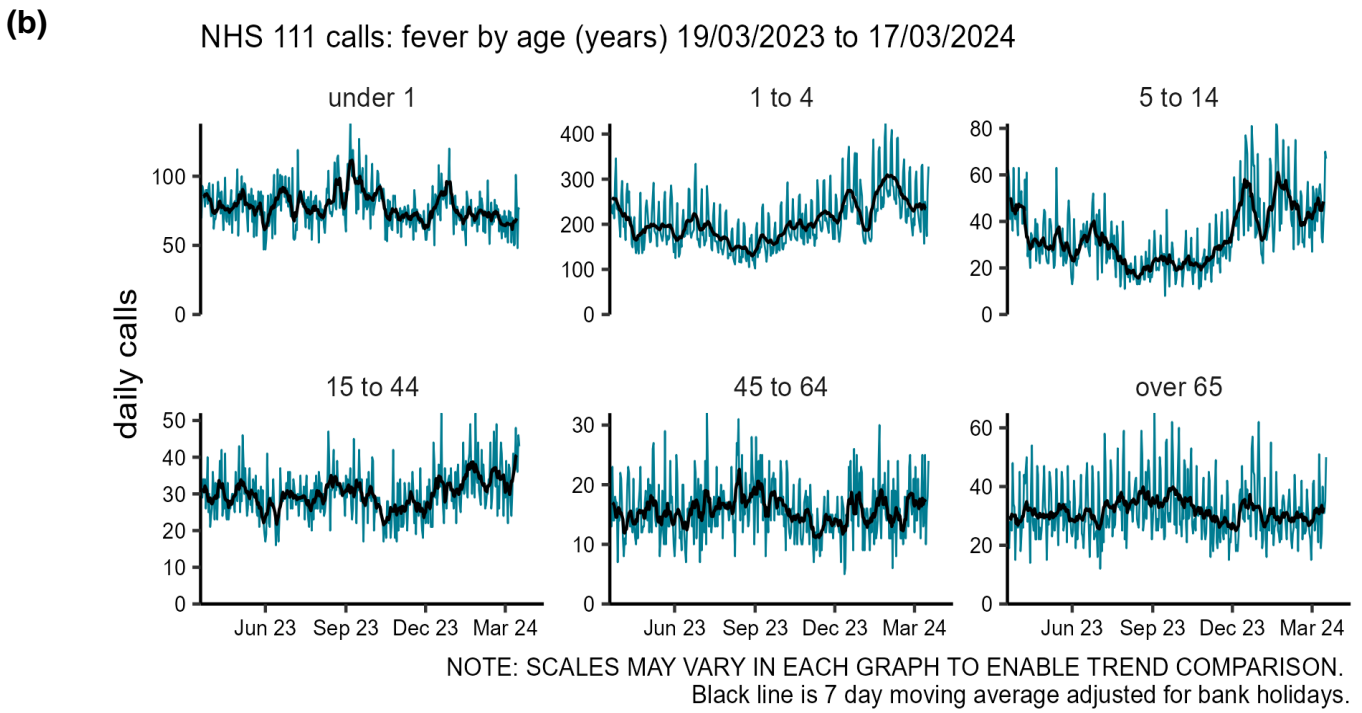 (b)
NHS 111 calls: fever by age (years) 19/03/2023 to 17/03/2024
under 1
1 to 4
5 to 14
100
50
0
400
300
200
100
0
80
60
40
20
0
daily calls
15 to 44
45 to 64
over 65
50
40
30
20
10
0
30
20
10
0
60
40
20
0
Jun 23 Sep 23 Dec 23 Mar 24
Jun 23 Sep 23 Dec 23 Mar 24
Jun 23 Sep 23 Dec 23 Mar 24
NOTE: SCALES MAY VARY IN EACH GRAPH TO ENABLE TREND COMPARISON.
Black line is 7 day moving average adjusted for bank holidays.